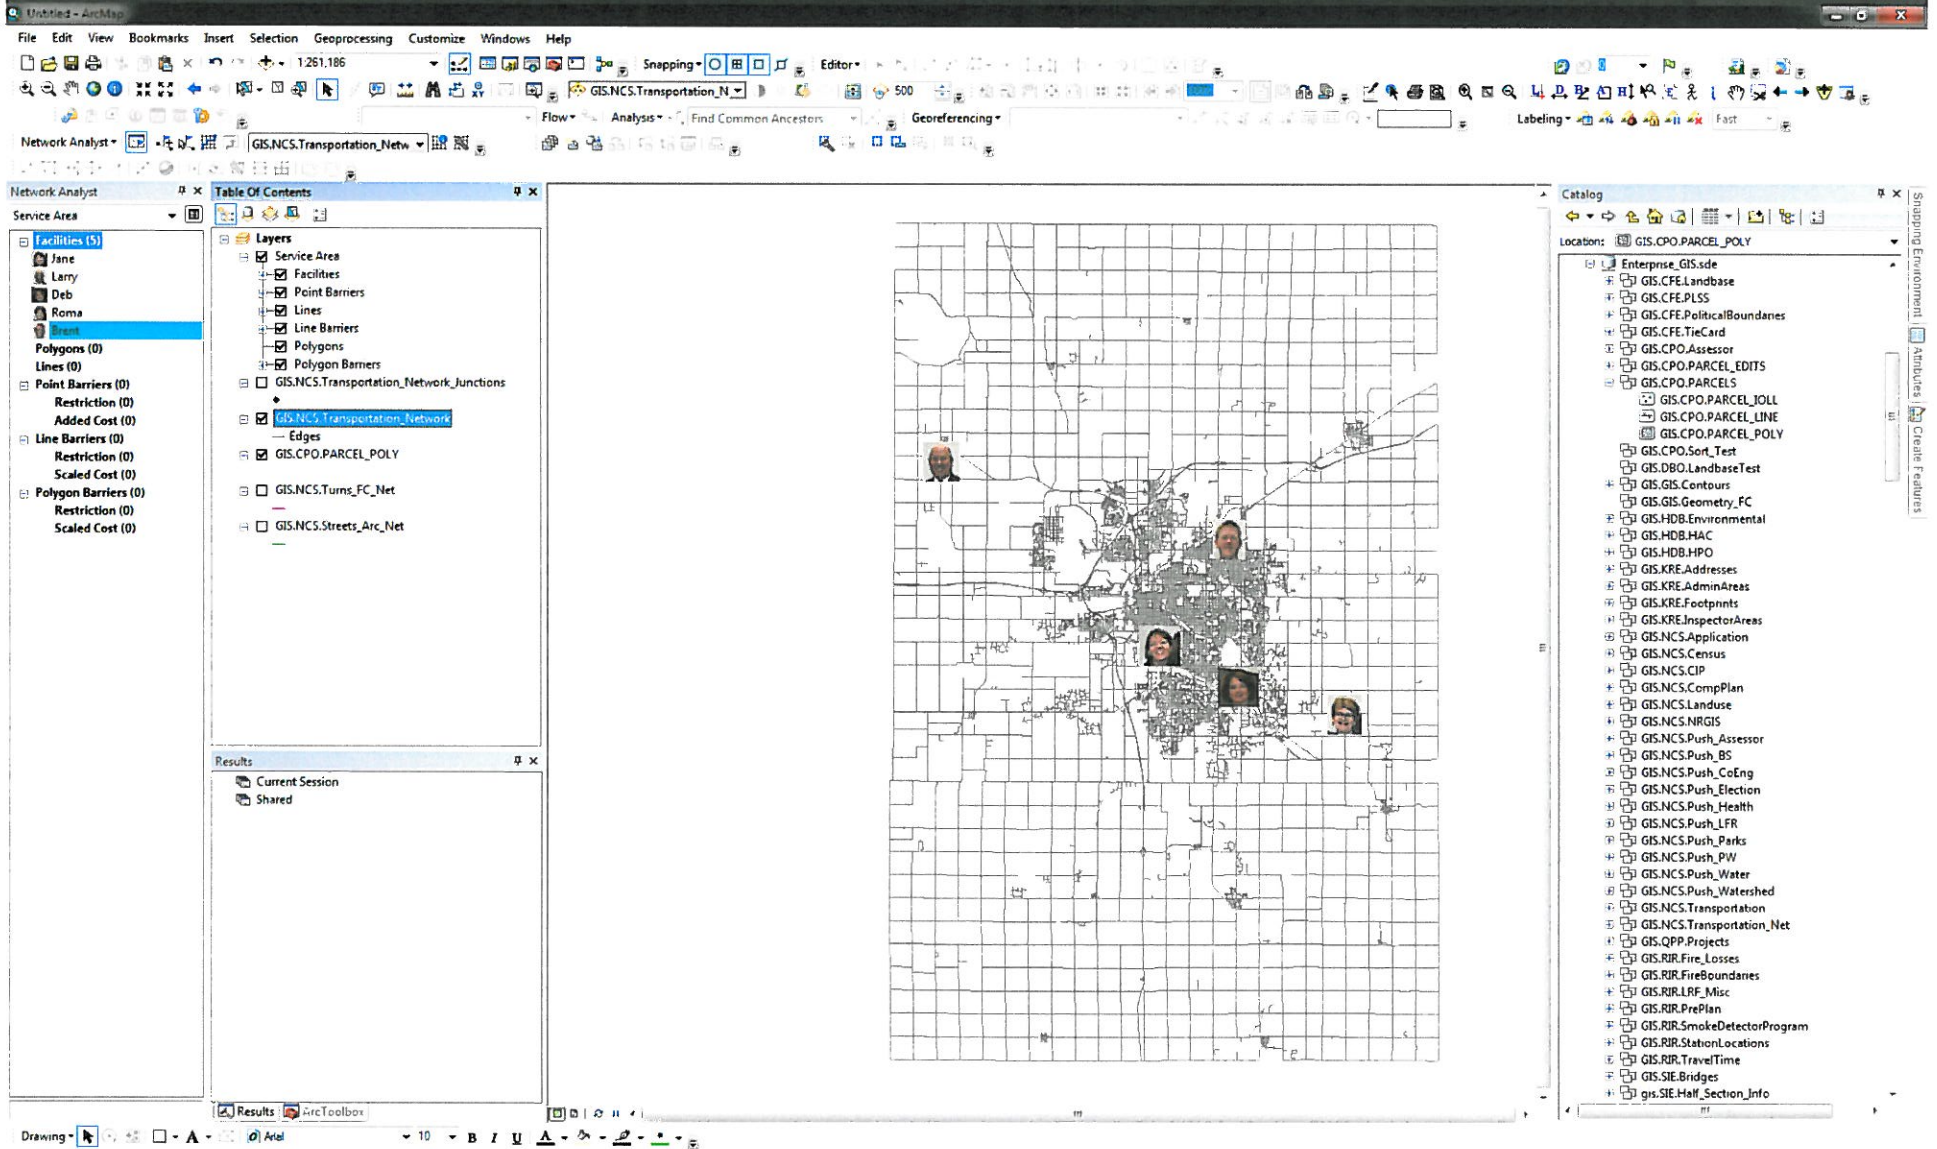 Untitled - ArcMap
File Edit View Bookmarks Insert Selection Geoprocessing Customize Windows Help
1:261,186 Snapping Editor
GIS.NCS.Transportation_N 500
Flow Analysis Find Common Ancestors Georeferencing Labeling Fast
Network Analyst GIS.NCS.Transportation_Netw
Network Analyst
Service Area
Facilities (5)
Jane
Larry
Deb
Roma
Brent
Polygons (0)
Lines (0)
Point Barriers (0)
Restriction (0)
Added Cost (0)
Line Barriers (0)
Restriction (0)
Scaled Cost (0)
Polygon Barriers (0)
Restriction (0)
Scaled Cost (0)
Table Of Contents
Layers
Service Area
Facilities
Point Barriers
Lines
Line Barriers
Polygons
Polygon Barriers
GIS.NCS.Transportation_Network_Junctions
GIS.NCS.Transportation_Network
Edges
GIS.CPO.PARCEL_POLY
GIS.NCS.Turns_FC_Net
GIS.NCS.Streets_Arc_Net
Results
Current Session
Shared
Results ArcToolbox
Catalog
Location: GIS.CPO.PARCEL_POLY
Enterprise_GIS.sde
GIS.CFE.Landbase
GIS.CFE.PLSS
GIS.CFE.PoliticalBoundaries
GIS.CFE.TieCard
GIS.CPO.Assessor
GIS.CPO.PARCEL_EDITS
GIS.CPO.PARCELS
GIS.CPO.PARCEL_IOLL
GIS.CPO.PARCEL_LINE
GIS.CPO.PARCEL_POLY
GIS.CPO.Sort_Test
GIS.DBO.LandbaseTest
GIS.GIS.Contours
GIS.GIS.Geometry_FC
GIS.HDB.Environmental
GIS.HDB.HAC
GIS.HDB.HPO
GIS.KRE.Addresses
GIS.KRE.AdminAreas
GIS.KRE.Footprints
GIS.KRE.InspectorAreas
GIS.NCS.Application
GIS.NCS.Census
GIS.NCS.CIP
GIS.NCS.CompPlan
GIS.NCS.Landuse
GIS.NCS.NRGIS
GIS.NCS.Push_Assessor
GIS.NCS.Push_BS
GIS.NCS.Push_CoEng
GIS.NCS.Push_Election
GIS.NCS.Push_Health
GIS.NCS.Push_LFR
GIS.NCS.Push_Parks
GIS.NCS.Push_PW
GIS.NCS.Push_Water
GIS.NCS.Push_Watershed
GIS.NCS.Transportation
GIS.NCS.Transportation_Net
GIS.QPP.Projects
GIS.RJR.Fire_Losses
GIS.RJR.FireBoundaries
GIS.RJR.LRF_Misc
GIS.RJR.PrePlan
GIS.RJR.SmokeDetectorProgram
GIS.RJR.StationLocations
GIS.RJR.TravelTime
GIS.SIE.Bridges
gis.SIE.Half_Section_Info
Snapping Environment
Attributes
Create Features
Drawing A Arial 10 B I U A